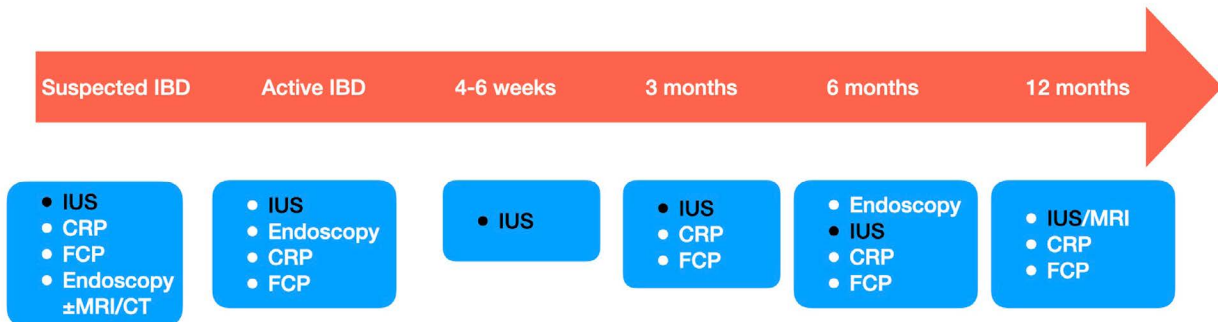 Suspected IBD
Active IBD
4-6 weeks
3 months
6 months
12 months
• IUS
• CRP
• FCP
• Endoscopy
±MRI/CT
• IUS
• Endoscopy
• CRP
• FCP
• IUS
• IUS
• CRP
• FCP
• Endoscopy
• IUS
• CRP
• FCP
• IUS/MRI
• CRP
• FCP